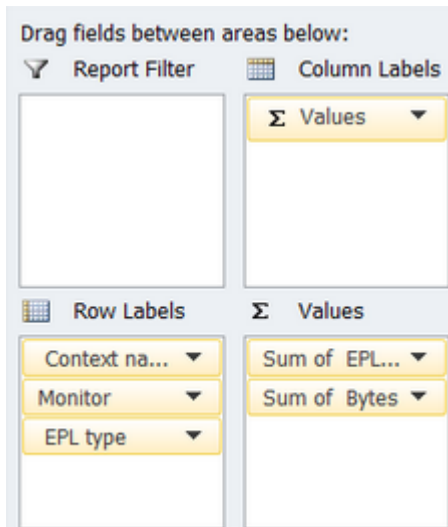 Drag fields between areas below:
Report Filter
Column Labels
Σ Values
Row Labels
Σ Values
Context na...
Monitor
EPL type
Sum of EPL...
Sum of Bytes